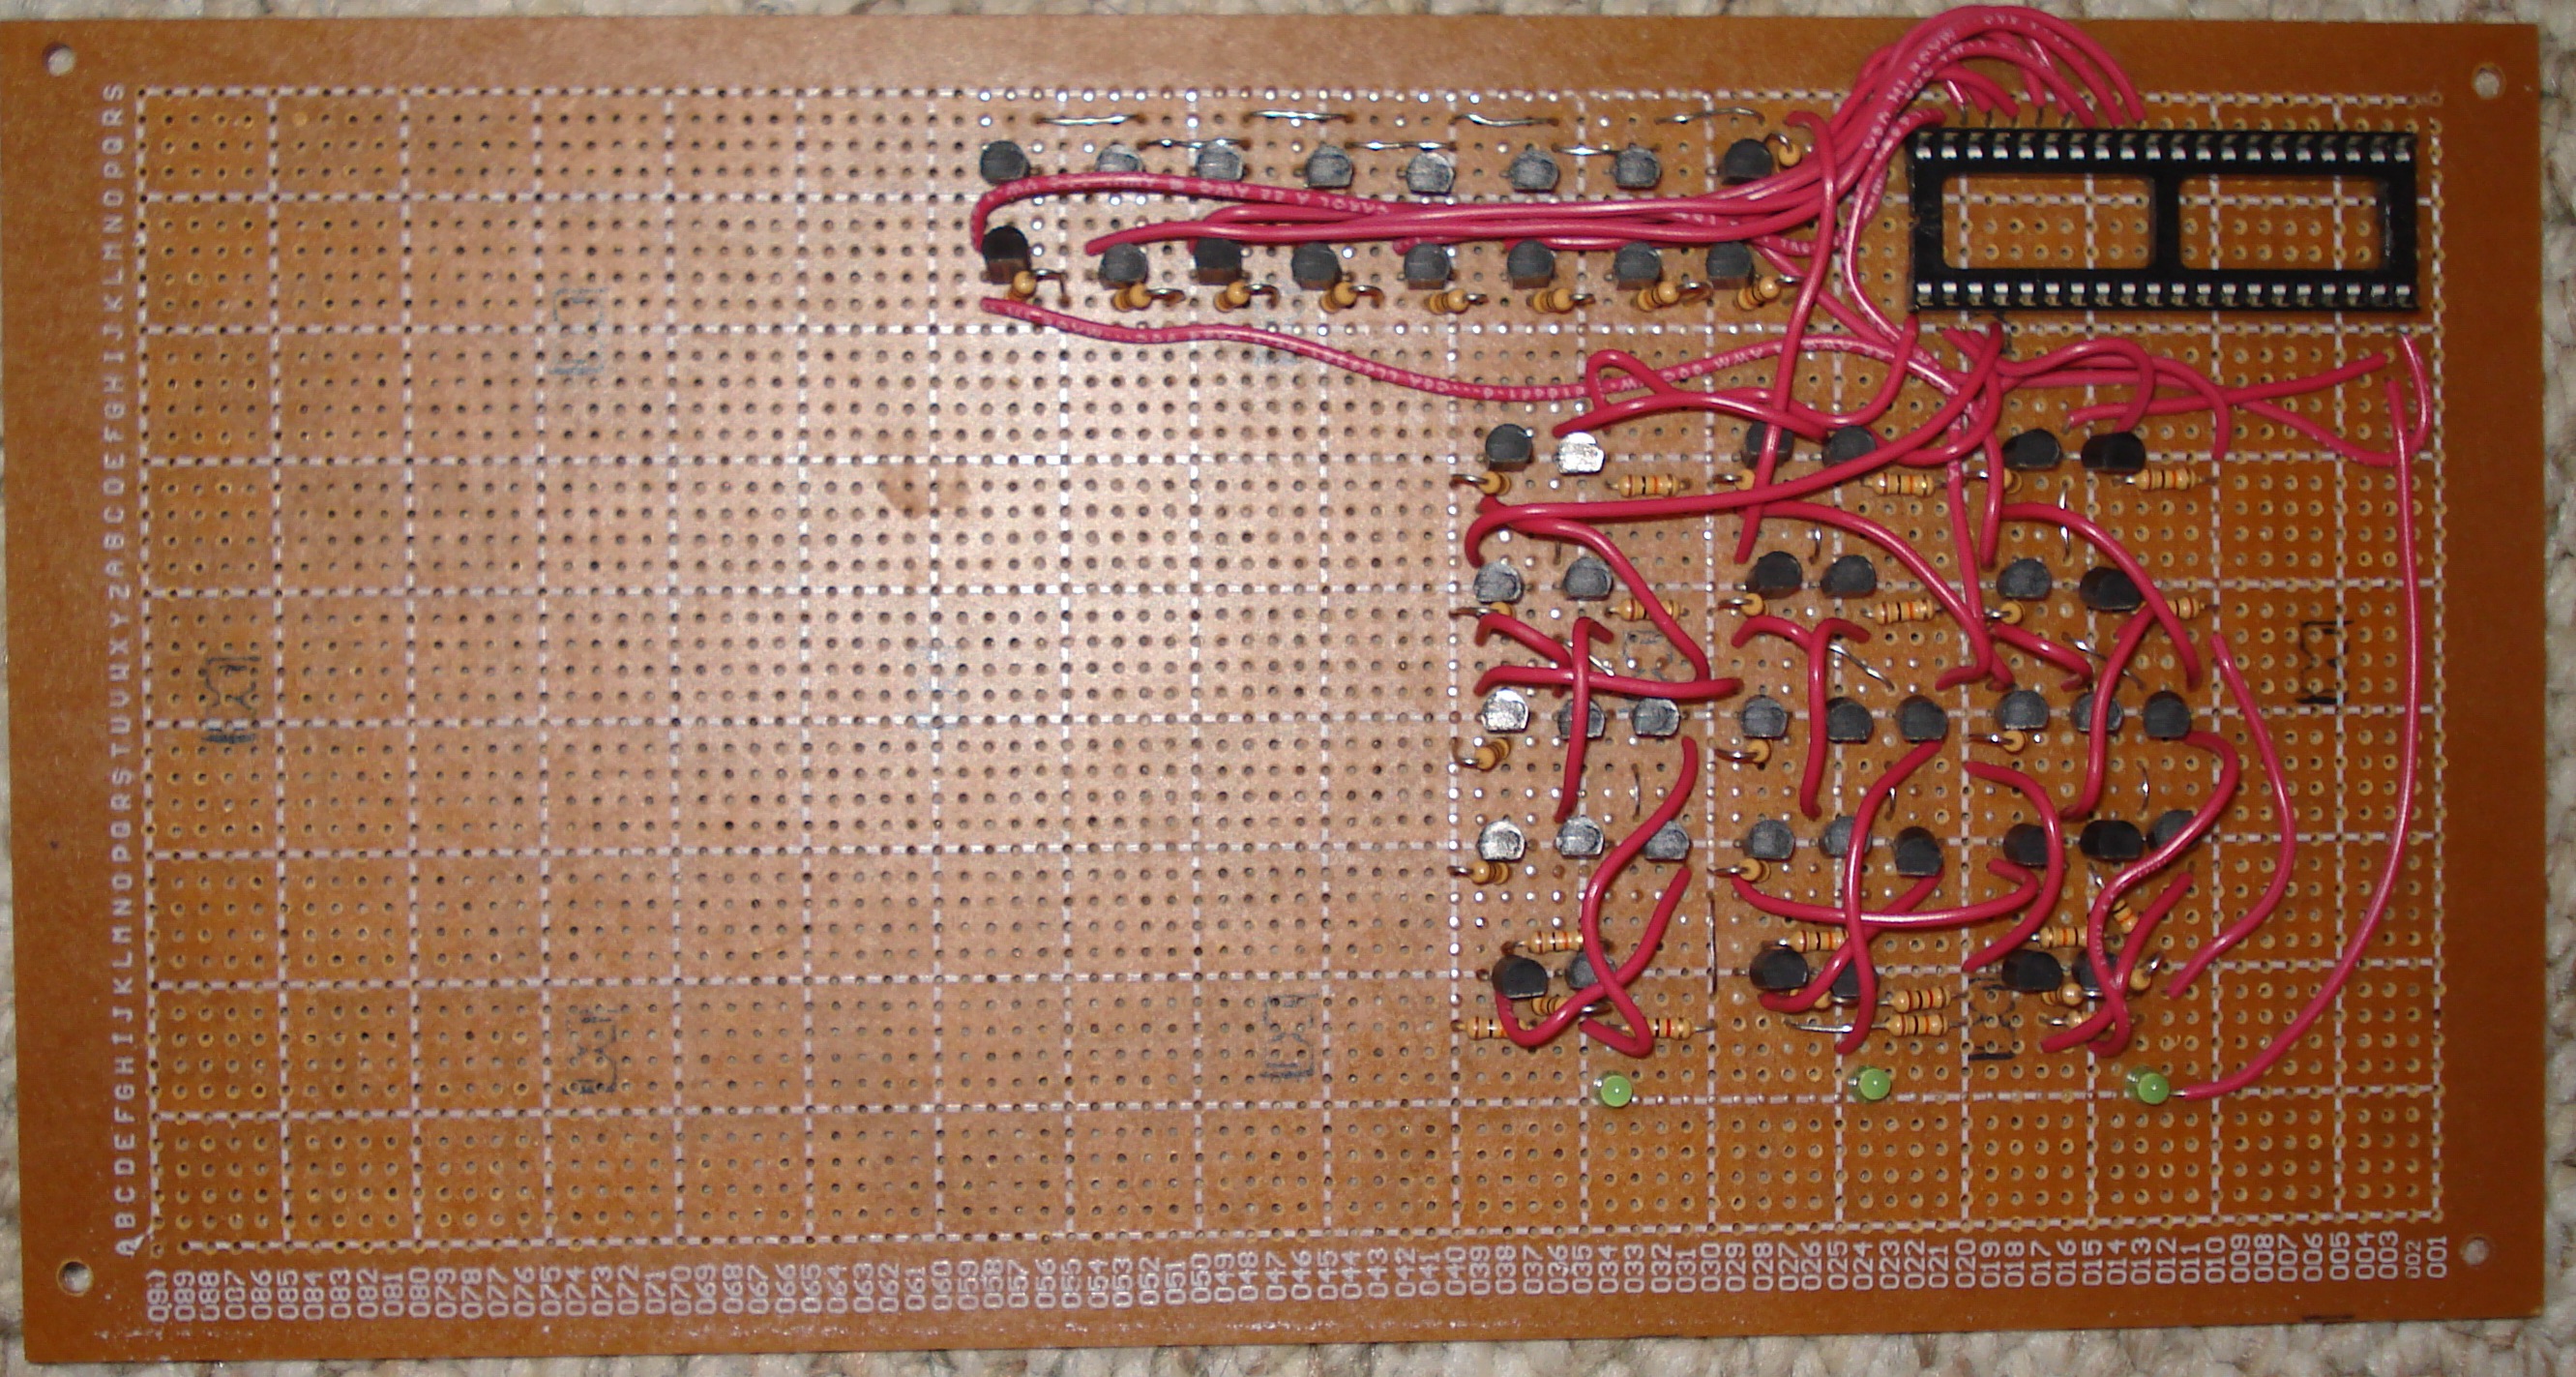 ABCDEFGHIJKLMNOPQRSTUVWXYZABCDEFGHIJKLMNOPQRS
090 089 088 087 086 085 084 083 082 081 080 079 078 077 076 075 074 073 072 071 070 069 068 067 066 065 064 063 062 061 060 059 058 057 056 055 054 053 052 051 050 049 048 047 046 045 044 043 042 041 040 039 038 037 036 035 034 033 032 031 030 029 028 027 026 025 024 023 022 021 020 019 018 017 016 015 014 013 012 011 010 009 008 007 006 005 004 003 002 001